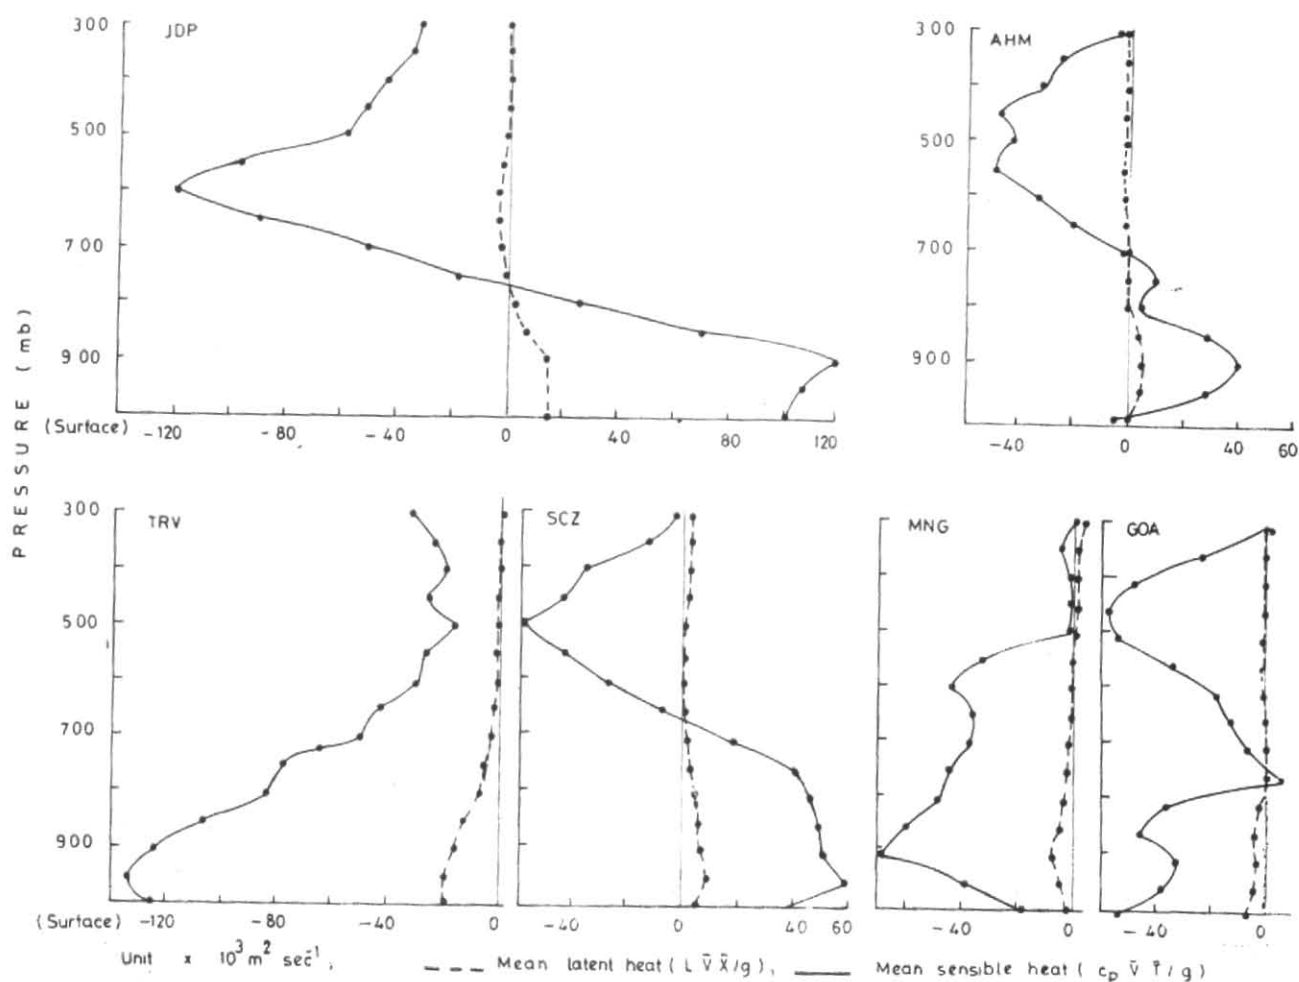 JDP
AHM
300
500
700
900
(Surface) -120 -80 -40 0 40 80 120
300
500
700
900
-40 0 40 60
PRESSURE (mb)
TRV
SCZ
MNG
GOA
300
500
700
900
(Surface) -120 -80 -40 0 -40 0 40 60 -40 0 -40 0
Unit x 10³ m² sec⁻¹, Mean latent heat ( L V̄ X̄/g ), Mean sensible heat ( cₚ V̄ T̄ / g )